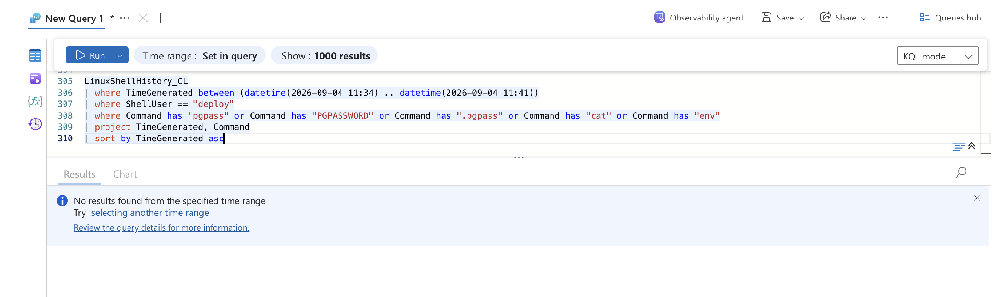 New Query 1 * ···
Observability agent
Save
Share
···
Queries hub
Run
Time range : Set in query
Show : 1000 results
KQL mode
305 LinuxShellHistory_CL
306 | where TimeGenerated between (datetime(2026-09-04 11:34) .. datetime(2026-09-04 11:41))
307 | where ShellUser == "deploy"
308 | where Command has "pgpass" or Command has "PGPASSWORD" or Command has ".pgpass" or Command has "cat" or Command has "env"
309 | project TimeGenerated, Command
310 | sort by TimeGenerated asc
Results
Chart
No results found from the specified time range
Try selecting another time range
Review the query details for more information.